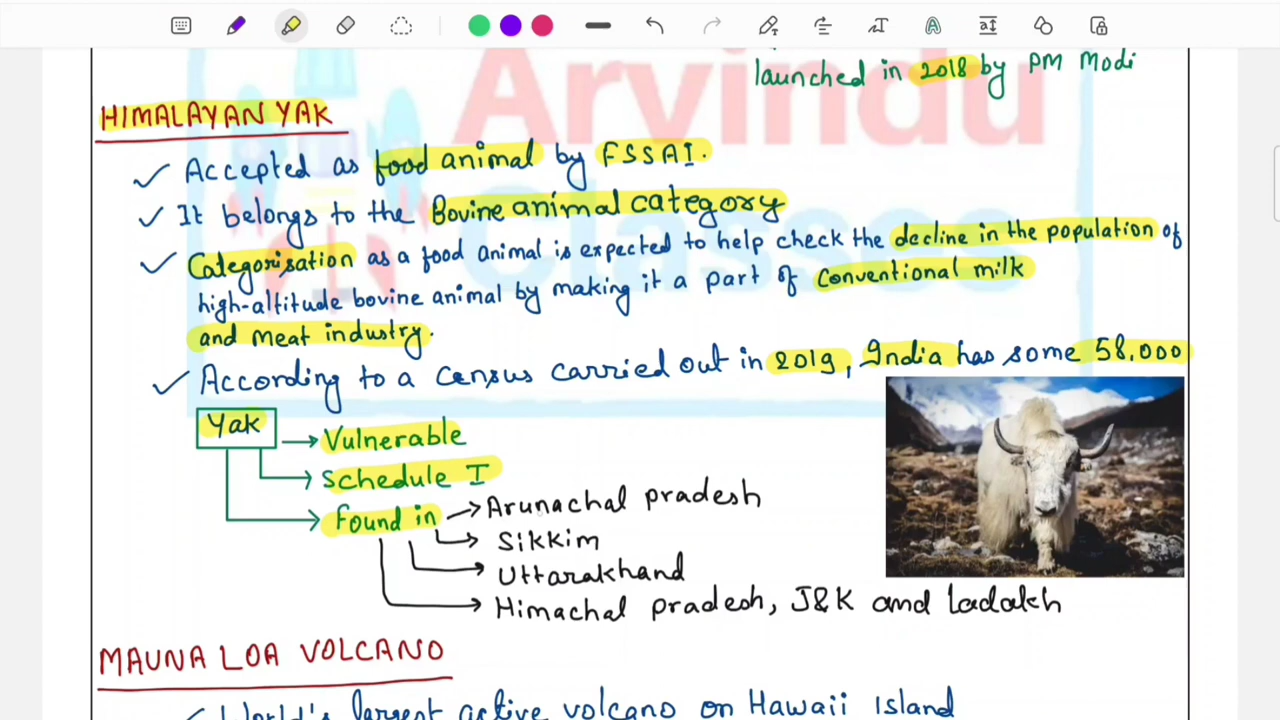 launched in 2018 by PM Modi
Arvindu
Classes
HIMALAYAN YAK
Accepted as food animal by FSSAI.
It belongs to the Bovine animal category
Categorisation as a food animal is expected to help check the decline in the population of
high-altitude bovine animal by making it a part of conventional milk
and meat industry.
According to a census carried out in 2019, India has some 58,000
Yak
Vulnerable
Schedule I
Found in
Arunachal pradesh
Sikkim
Uttarakhand
Himachal pradesh, J&K and ladakh
MAUNA LOA VOLCANO
World's largest active volcano on Hawaii Island